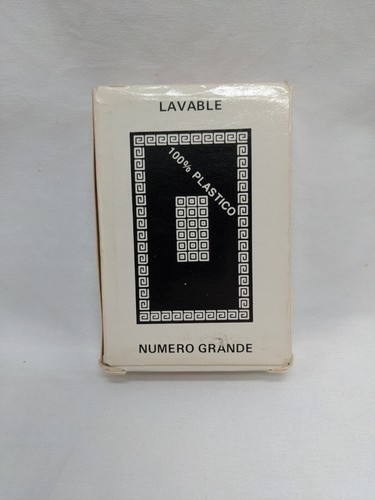 LAVABLE
100% PLASTICO
NUMERO GRANDE